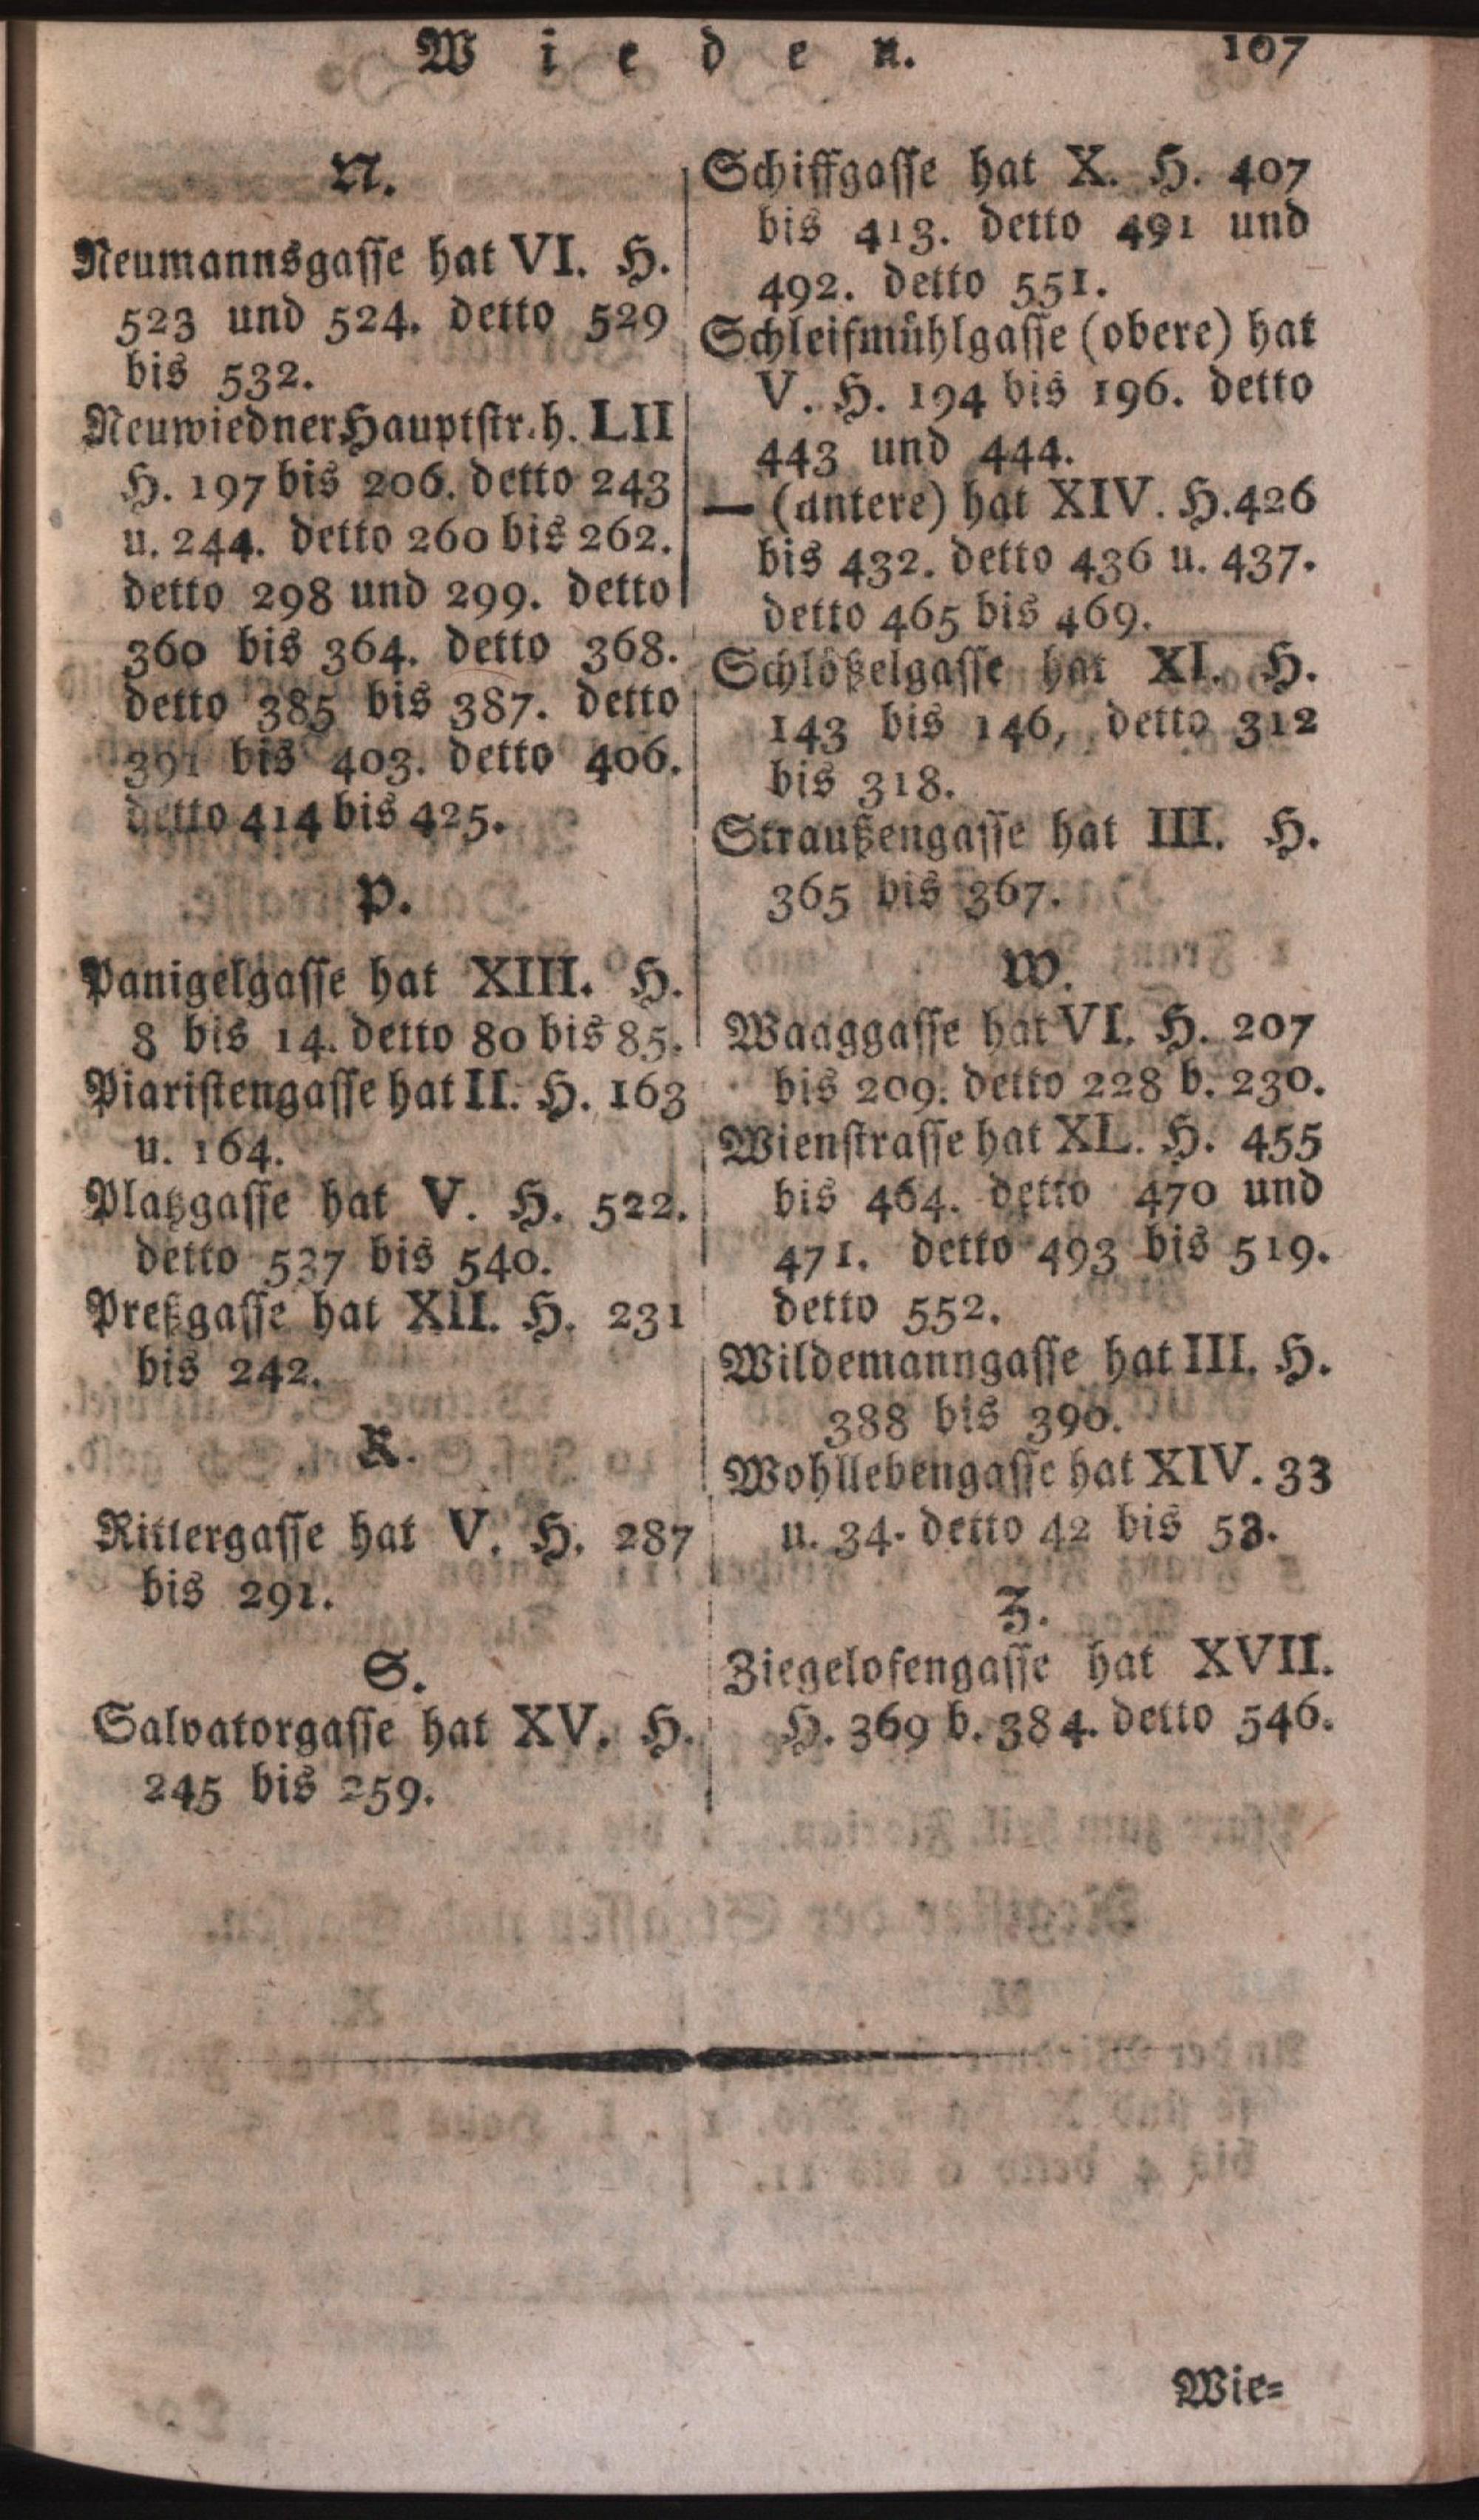 Wieden. 107
N.
Neumannsgasse hat VI. H.
523 und 524. detto 529
bis 532.
Neuwiedner Hauptstr. h. LII
H. 197 bis 206. detto 243
u. 244. detto 260 bis 262.
detto 298 und 299. detto
360 bis 364. detto 368.
detto 385 bis 387. detto
391 bis 403. detto 406.
detto 414 bis 425.
P.
Panigelgasse hat XIII. H.
8 bis 14. detto 80 bis 85.
Piaristengasse hat II. H. 163
u. 164.
Platzgasse hat V. H. 522.
detto 537 bis 540.
Preßgasse hat XII. H. 231
bis 242.
R.
Rittergasse hat V. H. 287
bis 291.
S.
Salvatorgasse hat XV. H.
245 bis 259.
Schiffgasse hat X. H. 407
bis 413. detto 491 und
492. detto 551.
Schleifmühlgasse (obere) hat
V. H. 194 bis 196. detto
443 und 444.
— (untere) hat XIV. H. 426
bis 432. detto 436 u. 437.
detto 465 bis 469.
Schlößelgasse hat XI. H.
143 bis 146, detto 312
bis 318.
Straußengasse hat III. H.
365 bis 367.
W.
Waaggasse hat VI. H. 207
bis 209. detto 228 b. 230.
Wienstrasse hat XL. H. 455
bis 464. detto 470 und
471. detto 493 bis 519.
detto 552.
Wildemanngasse hat III. H.
388 bis 390.
Wohllebengasse hat XIV. 33
u. 34. detto 42 bis 53.
Z.
Ziegelofengasse hat XVII.
H. 369 b. 384. detto 546.
Wie=